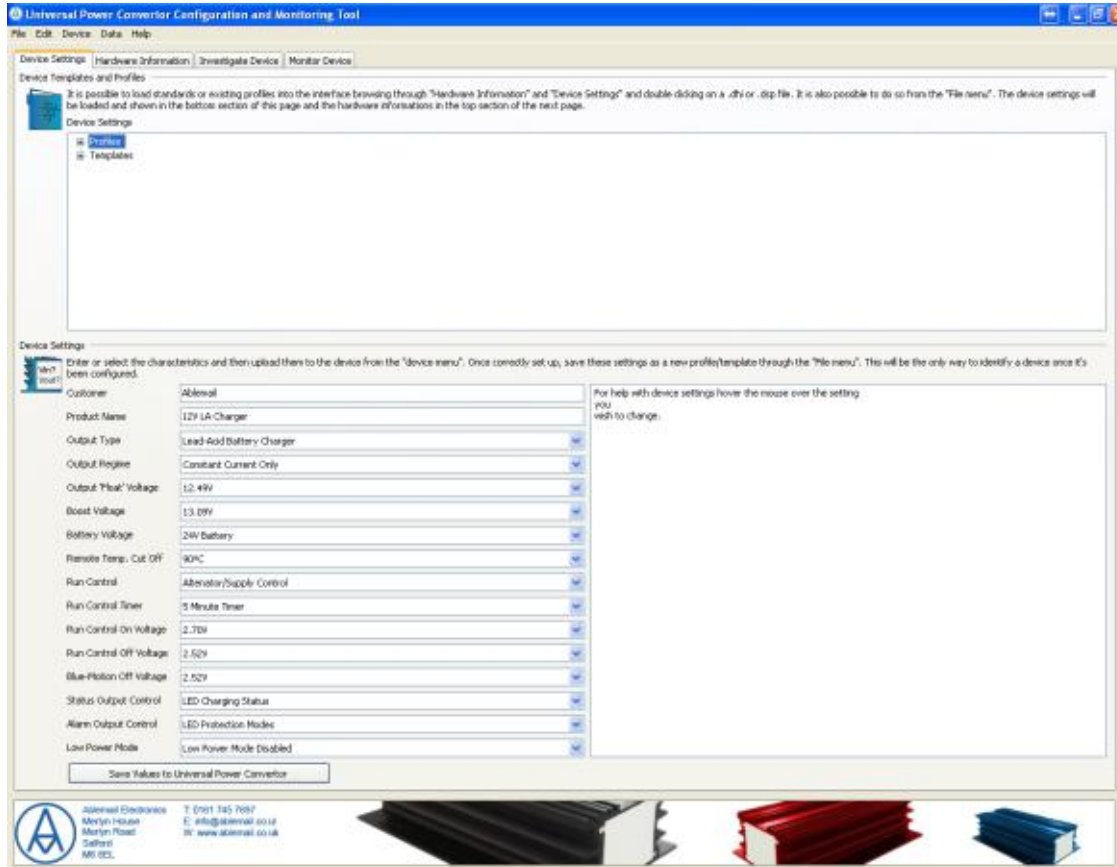 Universal Power Convertor Configuration and Monitoring Tool
File Edit Device Data Help
Device Settings Hardware Information Investigate Device Monitor Device
Device Templates and Profiles
It is possible to load standards or existing profiles into the interface browsing through "Hardware Information" and "Device Settings" and double clicking on a .dhi or .dsp file. It is also possible to do so from the "File menu". The device settings will
be loaded and shown in the bottom section of this page and the hardware informations in the top section of the next page.
Device Settings
Profiles
Templates
Device Settings
Enter or select the characteristics and then upload them to the device from the "device menu". Once correctly set up, save these settings as a new profile/template through the "File menu". This will be the only way to identify a device once it's
been configured.
Vin?
Vout?
Customer Ablemail
Product Name 12V LA Charger
Output Type Lead-Acid Battery Charger
Output Regime Constant Current Only
Output 'Float' Voltage 12.49V
Boost Voltage 13.09V
Battery Voltage 24V Battery
Remote Temp. Cut Off 90ºC
Run Control Alternator/Supply Control
Run Control Timer 5 Minute Timer
Run Control On Voltage 2.70V
Run Control Off Voltage 2.52V
Blue-Motion Off Voltage 2.52V
Status Output Control LED Charging Status
Alarm Output Control LED Protection Modes
Low Power Mode Low Power Mode Disabled
For help with device settings hover the mouse over the setting
you
wish to change.
Save Values to Universal Power Convertor
Ablemail Electronics
Merlyn House
Merlyn Road
Salford
M6 8EL
T: 0161 745 7697
E: info@ablemail.co.uk
W: www.ablemail.co.uk